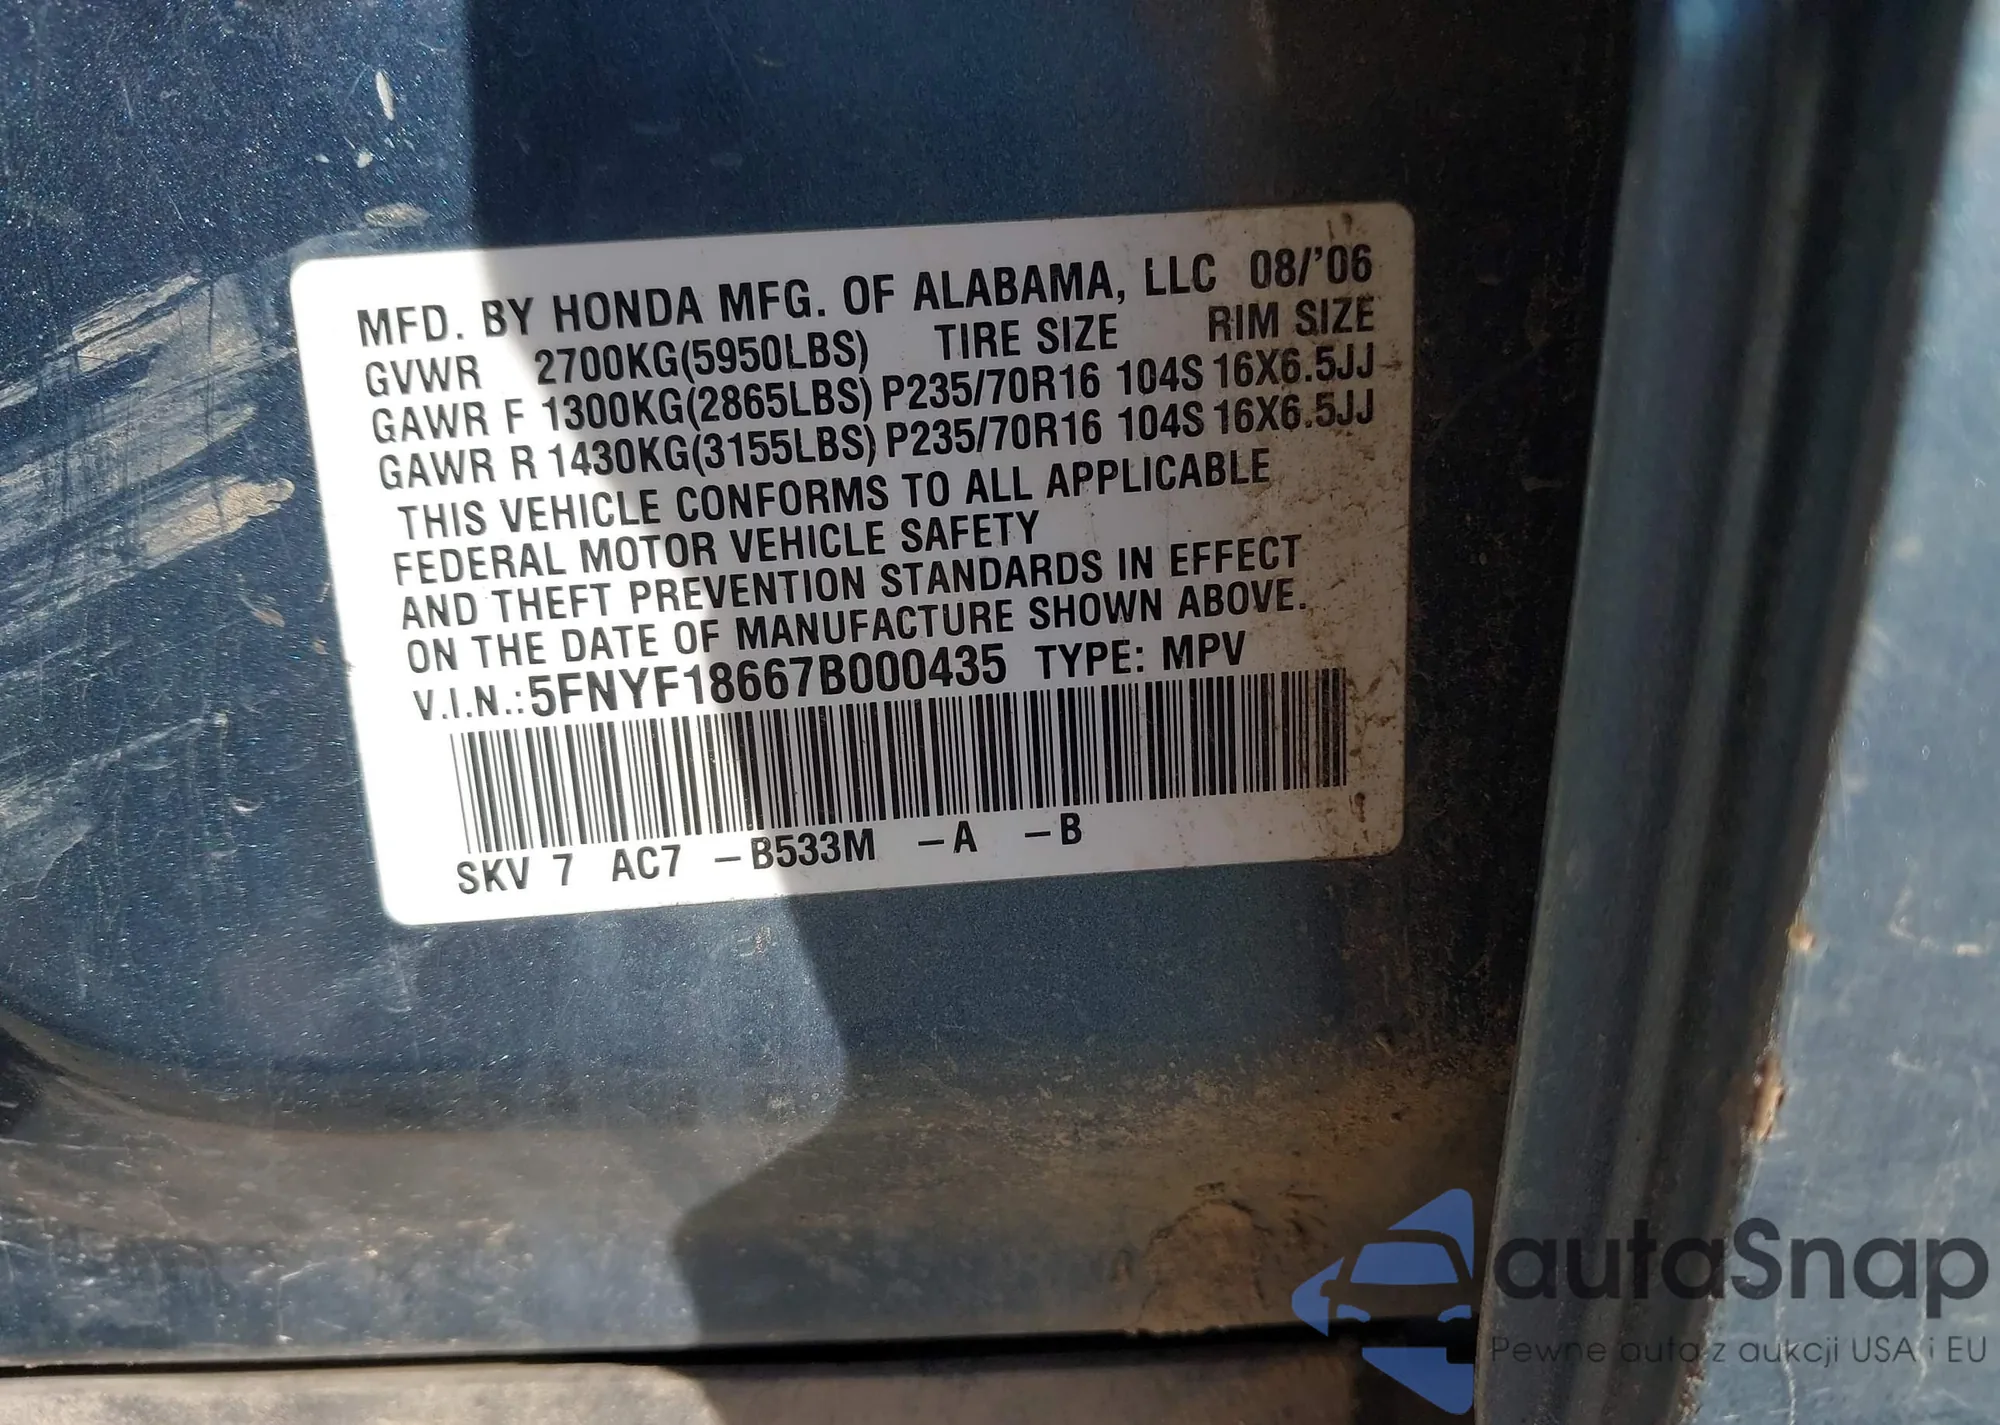 MFD. BY HONDA MFG. OF ALABAMA, LLC 08/'06
GVWR 2700KG(5950LBS) TIRE SIZE RIM SIZE
GAWR F 1300KG(2865LBS) P235/70R16 104S 16X6.5JJ
GAWR R 1430KG(3155LBS) P235/70R16 104S 16X6.5JJ
THIS VEHICLE CONFORMS TO ALL APPLICABLE
FEDERAL MOTOR VEHICLE SAFETY
AND THEFT PREVENTION STANDARDS IN EFFECT
ON THE DATE OF MANUFACTURE SHOWN ABOVE.
V.I.N.: 5FNYF18667B000435 TYPE: MPV
SKV 7 AC7 -B533M -A -B
autaSnap
Pewne auta z aukcji USA i EU